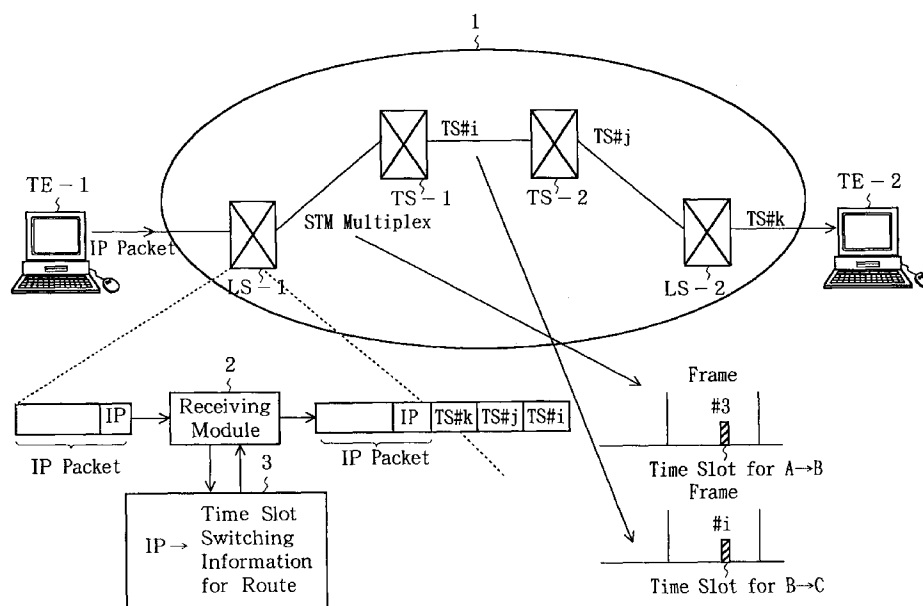 1
TS#i
TS#j
TE-1
TS-1
TS-2
TE-2
STM Multiplex
TS#k
IP Packet
LS-1
LS-2
2
Frame
IP
Receiving
Module
IP
TS#k
TS#j
TS#i
#3
IP Packet
IP Packet
3
Time Slot for A→B
Frame
IP →
Time Slot
Switching
Information
for Route
#i
Time Slot for B→C